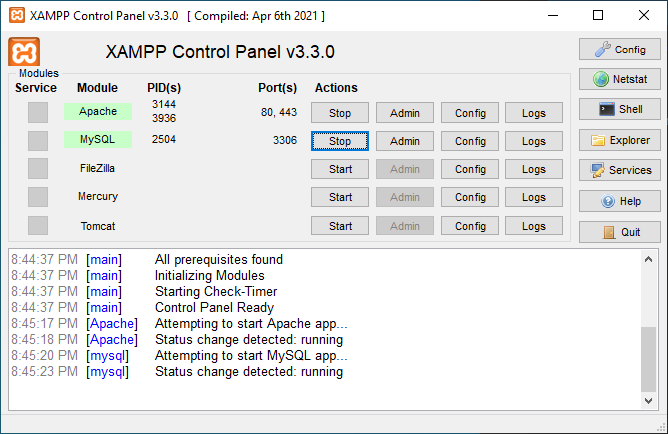 XAMPP Control Panel v3.3.0 [ Compiled: Apr 6th 2021 ]
XAMPP Control Panel v3.3.0
Config
Modules
Service Module PID(s) Port(s) Actions
Netstat
Apache 3144 3936 80, 443 Stop Admin Config Logs
Shell
MySQL 2504 3306 Stop Admin Config Logs
Explorer
FileZilla Start Admin Config Logs
Services
Mercury Start Admin Config Logs
Help
Tomcat Start Admin Config Logs
Quit
8:44:37 PM [main] All prerequisites found
8:44:37 PM [main] Initializing Modules
8:44:37 PM [main] Starting Check-Timer
8:44:37 PM [main] Control Panel Ready
8:45:17 PM [Apache] Attempting to start Apache app...
8:45:18 PM [Apache] Status change detected: running
8:45:20 PM [mysql] Attempting to start MySQL app...
8:45:23 PM [mysql] Status change detected: running